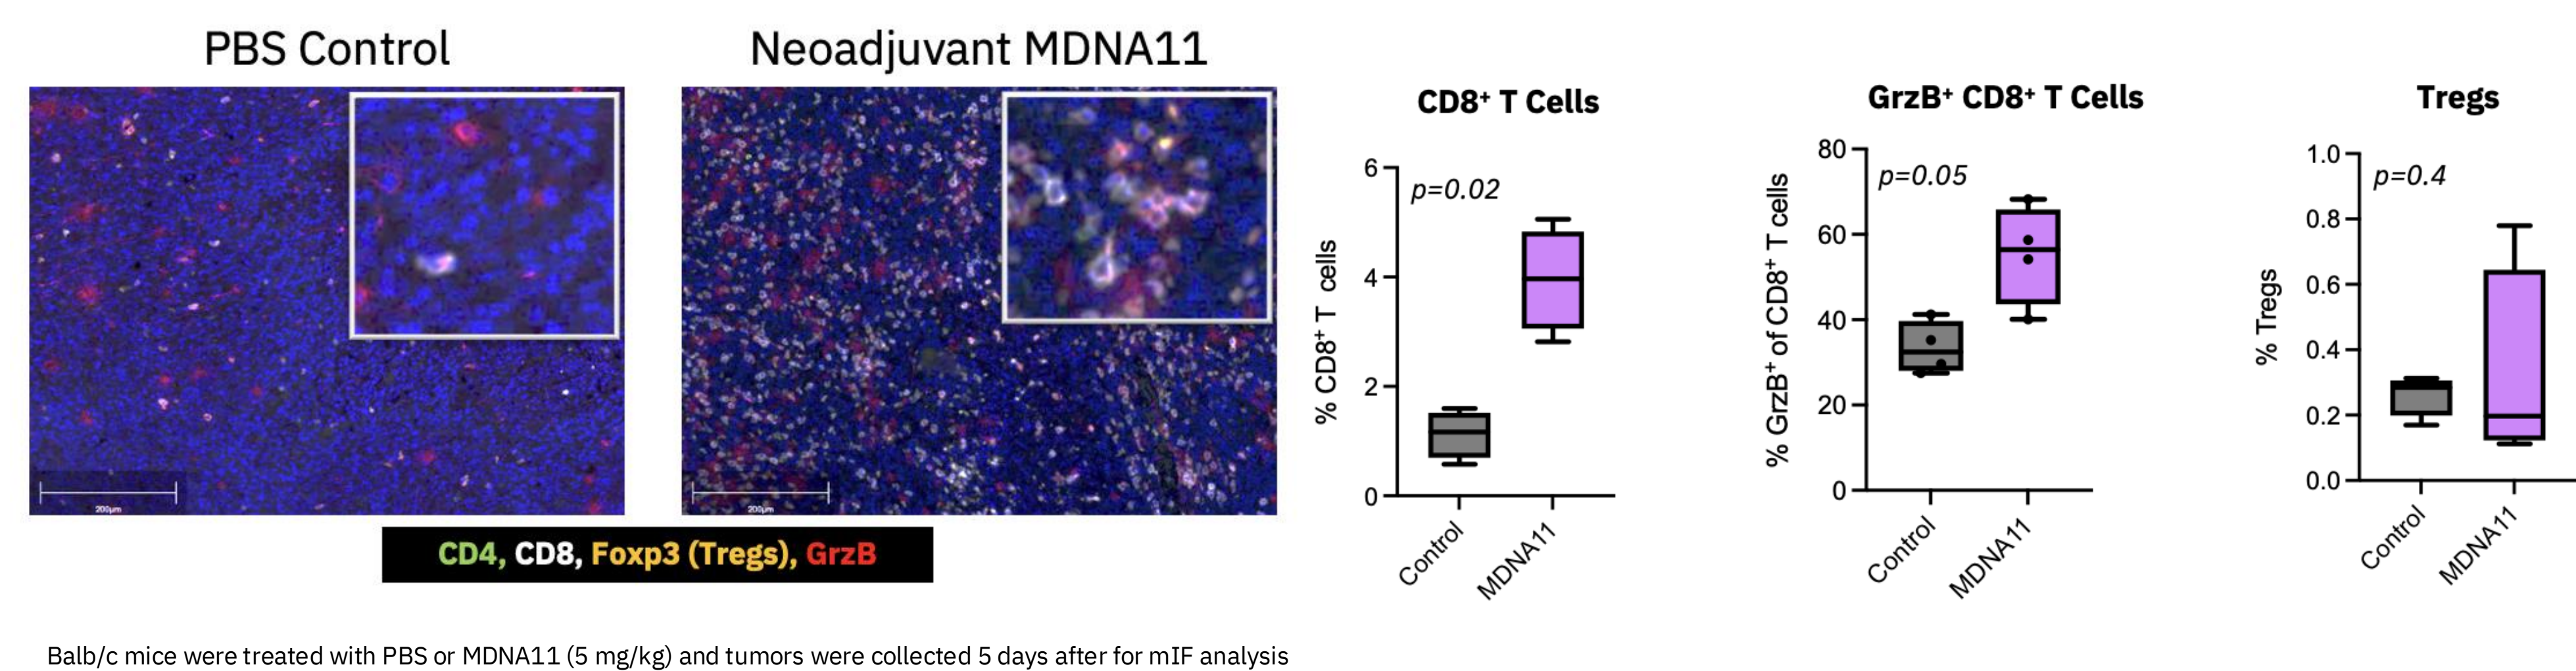 PBS Control
Neoadjuvant MDNA11
200μm
200μm
CD4, CD8, Foxp3 (Tregs), GrzB
CD8⁺ T Cells
% CD8⁺ T cells
6
4
2
0
p=0.02
Control
MDNA11
GrzB⁺ CD8⁺ T Cells
% GrzB⁺ of CD8⁺ T cells
80
60
40
20
0
p=0.05
Control
MDNA11
Tregs
% Tregs
1.0
0.8
0.6
0.4
0.2
0.0
p=0.4
Control
MDNA11
Balb/c mice were treated with PBS or MDNA11 (5 mg/kg) and tumors were collected 5 days after for mIF analysis